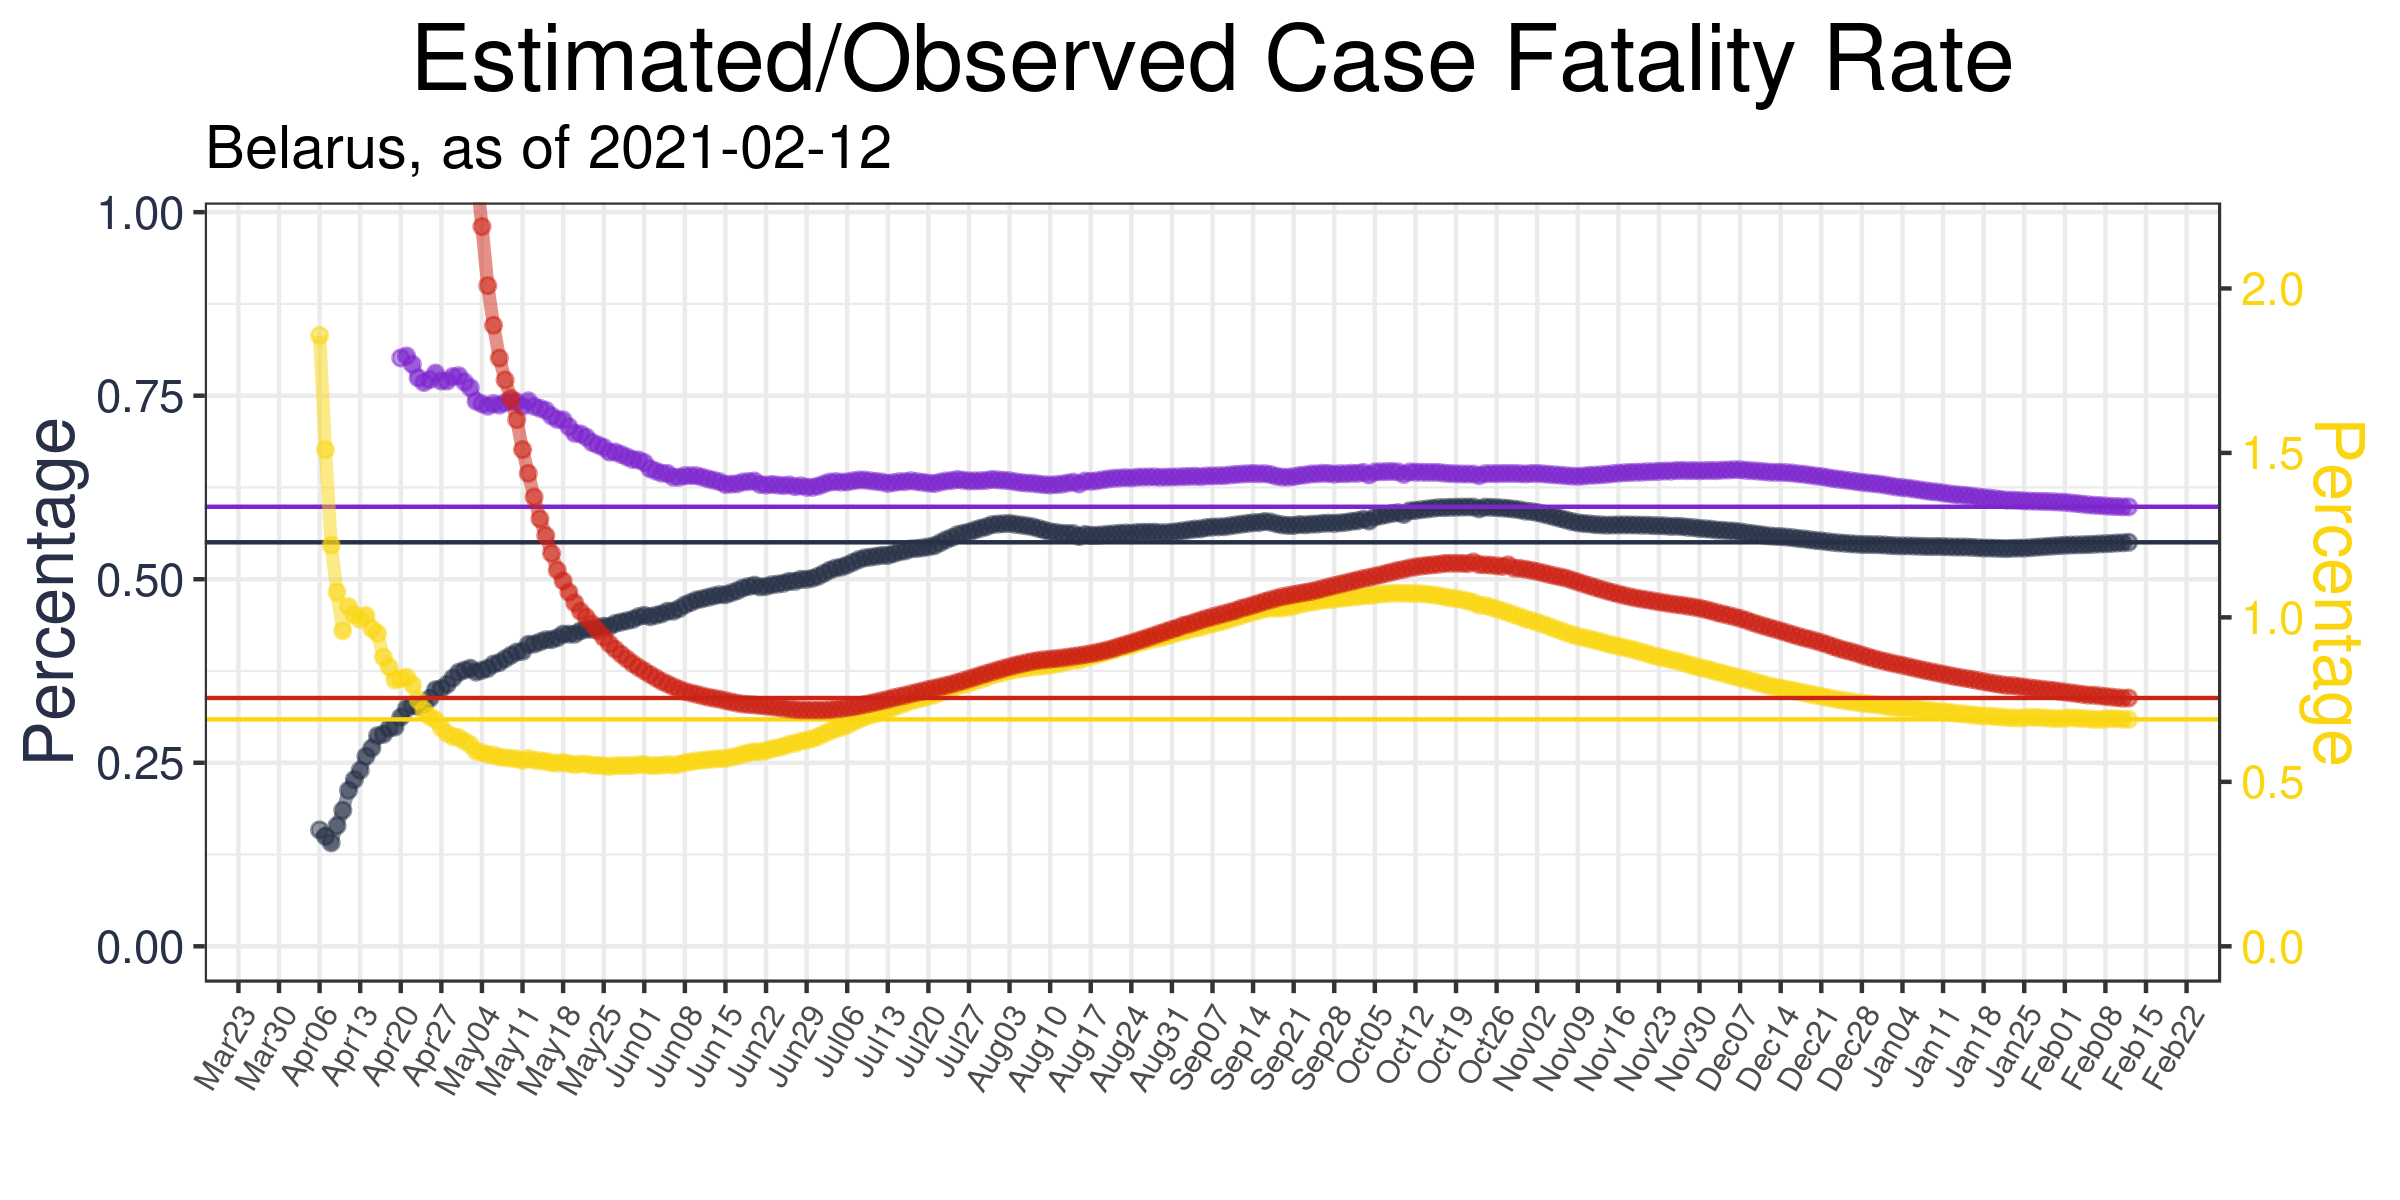 Estimated/Observed Case Fatality Rate
Belarus, as of 2021-02-12
Percentage
1.00
0.75
0.50
0.25
0.00
2.0
1.5
1.0
0.5
0.0
Percentage
Mar23
Mar30
Apr06
Apr13
Apr20
Apr27
May04
May11
May18
May25
Jun01
Jun08
Jun15
Jun22
Jun29
Jul06
Jul13
Jul20
Jul27
Aug03
Aug10
Aug17
Aug24
Aug31
Sep07
Sep14
Sep21
Sep28
Oct05
Oct12
Oct19
Oct26
Nov02
Nov09
Nov16
Nov23
Nov30
Dec07
Dec14
Dec21
Dec28
Jan04
Jan11
Jan18
Jan25
Feb01
Feb08
Feb15
Feb22